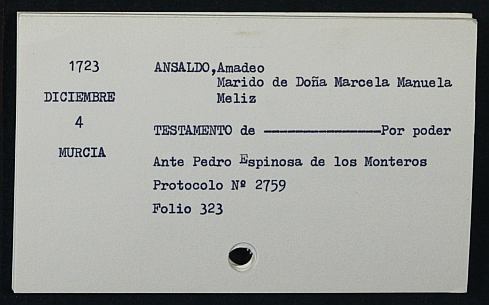 1723
DICIEMBRE
4
MURCIA
ANSALDO,Amadeo
Marido de Doña Marcela Manuela
Meliz
TESTAMENTO de ----------------Por poder
Ante Pedro Espinosa de los Monteros
Protocolo Nº 2759
Folio 323